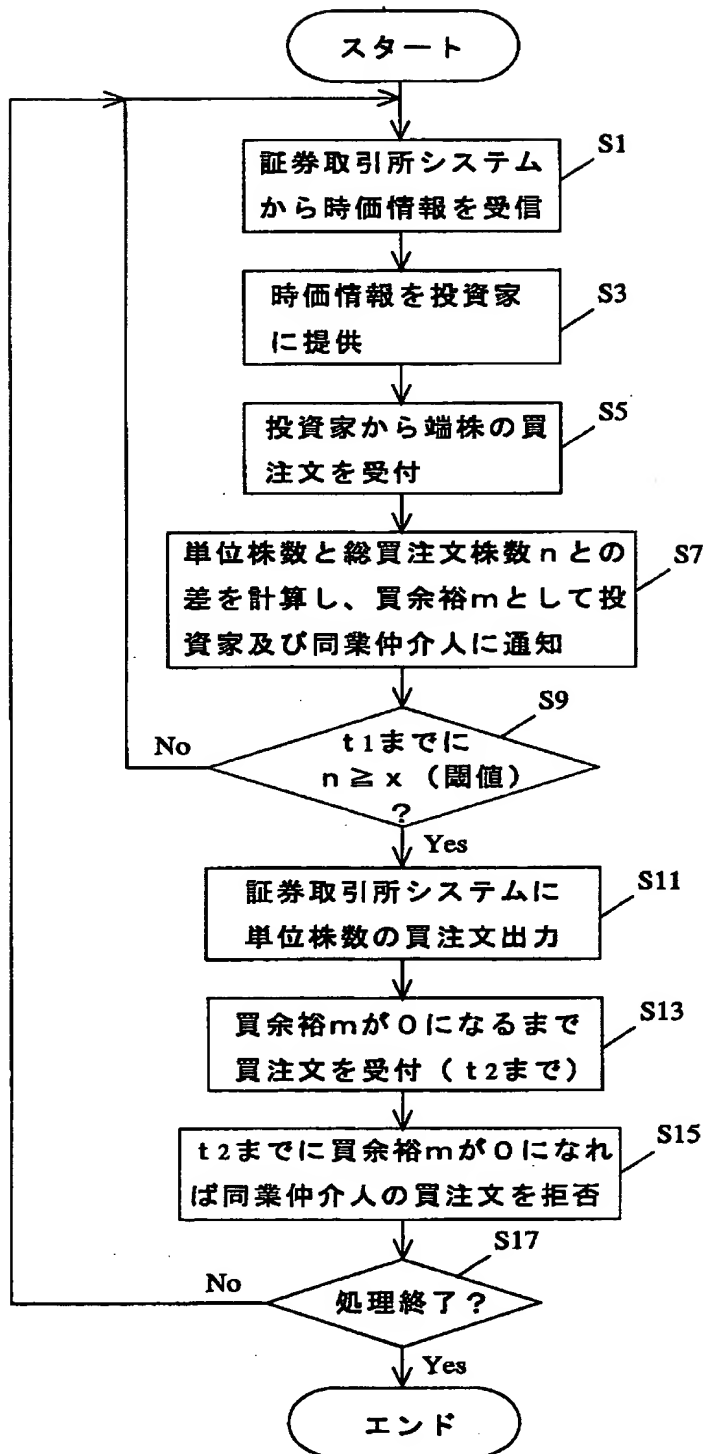 スタート
S1
証券取引所システム
から時価情報を受信
S3
時価情報を投資家
に提供
S5
投資家から端株の買
注文を受付
S7
単位株数と総買注文株数nとの
差を計算し、買余裕mとして投
資家及び同業仲介人に通知
S9
No
t1までに
n≧x(閾値)
?
Yes
S11
証券取引所システムに
単位株数の買注文出力
S13
買余裕mが0になるまで
買注文を受付(t2まで)
S15
t2までに買余裕mが0になれ
ば同業仲介人の買注文を拒否
S17
No
処理終了?
Yes
エンド